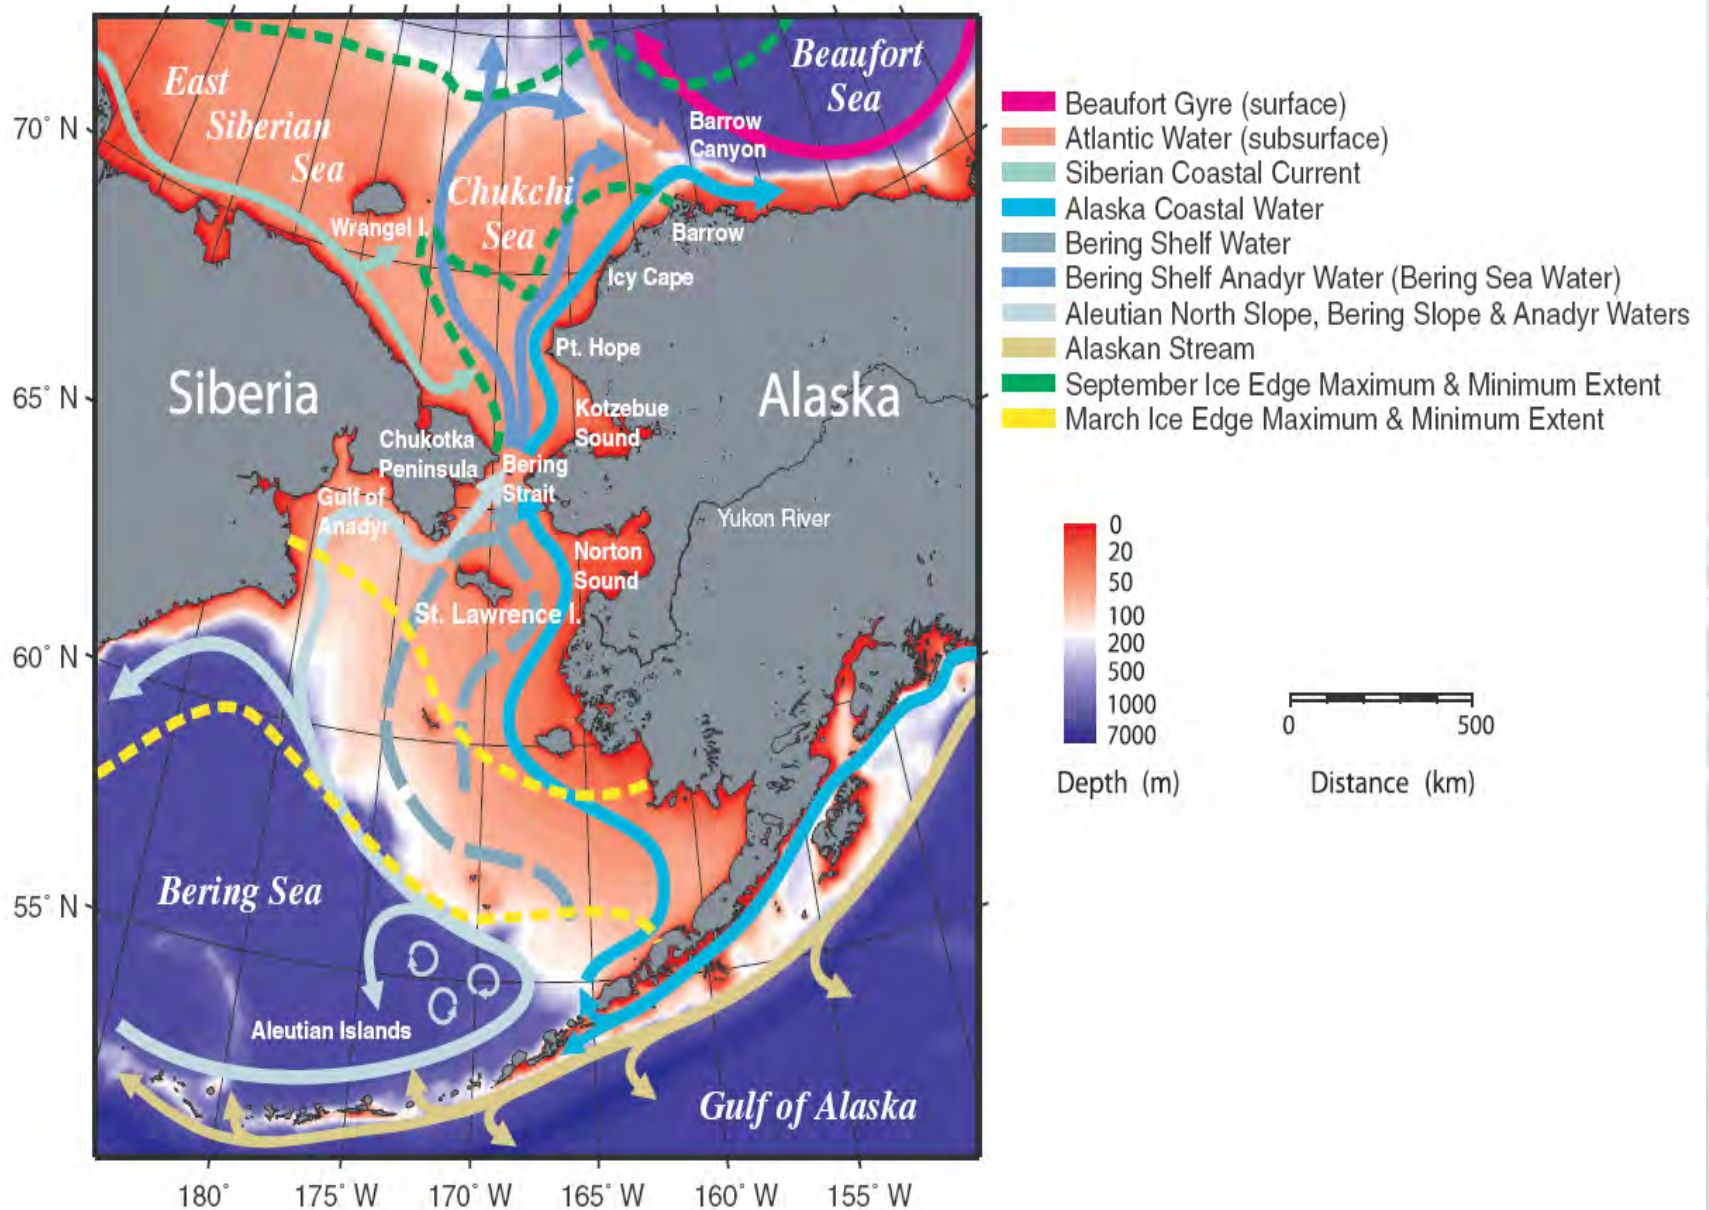 East
Siberian
Sea
Beaufort
Sea
Barrow
Canyon
Chukchi
Sea
Wrangel I.
Barrow
Icy Cape
Pt. Hope
Siberia
Alaska
Kotzebue
Sound
Chukotka
Peninsula
Bering
Strait
Gulf of
Anadyr
Yukon River
Norton
Sound
St. Lawrence I.
Bering Sea
Aleutian Islands
Gulf of Alaska
70° N
65° N
60° N
55° N
180°
175° W
170° W
165° W
160° W
155° W
Beaufort Gyre (surface)
Atlantic Water (subsurface)
Siberian Coastal Current
Alaska Coastal Water
Bering Shelf Water
Bering Shelf Anadyr Water (Bering Sea Water)
Aleutian North Slope, Bering Slope & Anadyr Waters
Alaskan Stream
September Ice Edge Maximum & Minimum Extent
March Ice Edge Maximum & Minimum Extent
0
20
50
100
200
500
1000
7000
Depth (m)
0 500
Distance (km)